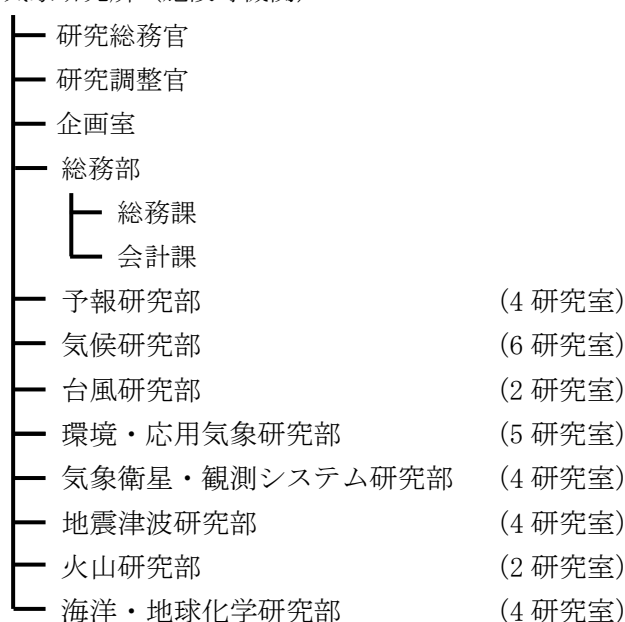 研究総務官
研究調整官
企画室
総務部
総務課
会計課
予報研究部 (4 研究室)
気候研究部 (6 研究室)
台風研究部 (2 研究室)
環境・応用気象研究部 (5 研究室)
気象衛星・観測システム研究部 (4 研究室)
地震津波研究部 (4 研究室)
火山研究部 (2 研究室)
海洋・地球化学研究部 (4 研究室)